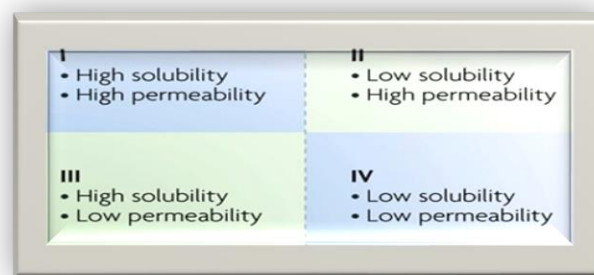 I
• High solubility
• High permeability
II
• Low solubility
• High permeability
III
• High solubility
• Low permeability
IV
• Low solubility
• Low permeability